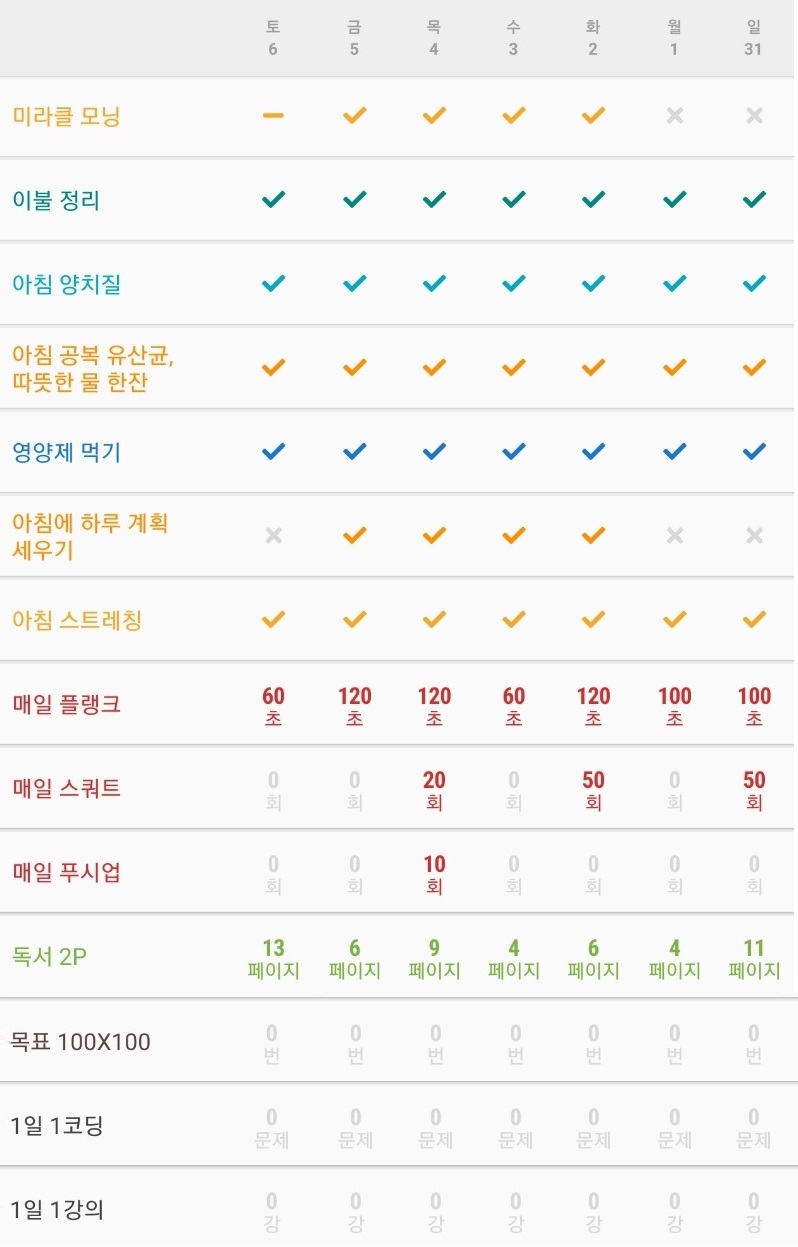 토 금 목 수 화 월 일
6 5 4 3 2 1 31
미라클 모닝
이불 정리
아침 양치질
아침 공복 유산균,
따뜻한 물 한잔
영양제 먹기
아침에 하루 계획
세우기
아침 스트레칭
매일 플랭크
60 120 120 60 120 100 100
초 초 초 초 초 초 초
매일 스쿼트
0 0 20 0 50 0 50
회 회 회 회 회 회 회
매일 푸시업
0 0 10 0 0 0 0
회 회 회 회 회 회 회
독서 2P
13 6 9 4 6 4 11
페이지 페이지 페이지 페이지 페이지 페이지 페이지
목표 100X100
0 0 0 0 0 0 0
번 번 번 번 번 번 번
1일 1코딩
0 0 0 0 0 0 0
문제 문제 문제 문제 문제 문제 문제
1일 1강의
0 0 0 0 0 0 0
강 강 강 강 강 강 강